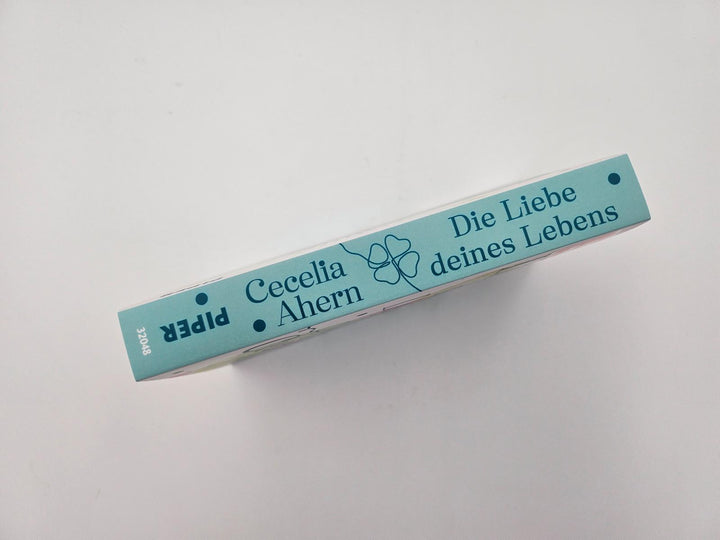 Cecelia
Ahern
Die Liebe
deines Lebens
PIPER
32048